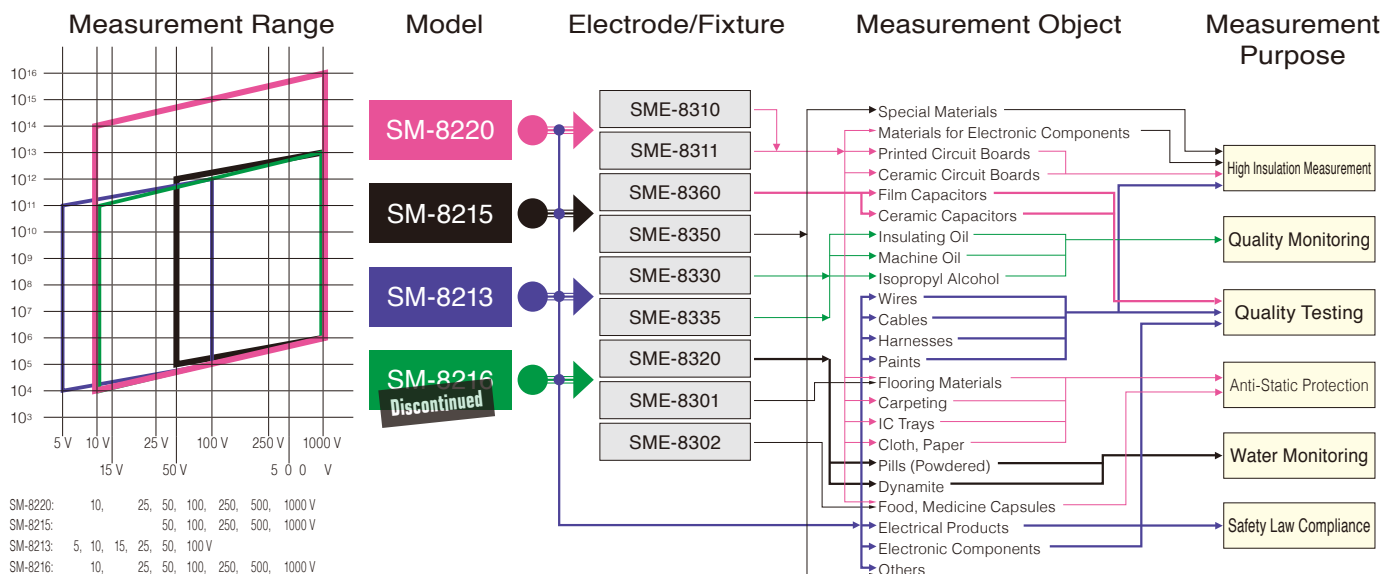 Measurement Range
Model
Electrode/Fixture
Measurement Object
Measurement
Purpose
10¹⁶
10¹⁵
10¹⁴
10¹³
10¹²
10¹¹
10¹⁰
10⁹
10⁸
10⁷
10⁶
10⁵
10⁴
10³
5 V 10 V 25 V 100 V 250 V 1000 V
15 V 50 V 5 0 0 V
SM-8220: 10, 25, 50, 100, 250, 500, 1000 V
SM-8215: 50, 100, 250, 500, 1000 V
SM-8213: 5, 10, 15, 25, 50, 100 V
SM-8216: 10, 25, 50, 100, 250, 500, 1000 V
SM-8220
SM-8215
SM-8213
SM-8216
Discontinued
SME-8310
SME-8311
SME-8360
SME-8350
SME-8330
SME-8335
SME-8320
SME-8301
SME-8302
Special Materials
Materials for Electronic Components
Printed Circuit Boards
Ceramic Circuit Boards
Film Capacitors
Ceramic Capacitors
Insulating Oil
Machine Oil
Isopropyl Alcohol
Wires
Cables
Harnesses
Paints
Flooring Materials
Carpeting
IC Trays
Cloth, Paper
Pills (Powdered)
Dynamite
Food, Medicine Capsules
Electrical Products
Electronic Components
Others
High Insulation Measurement
Quality Monitoring
Quality Testing
Anti-Static Protection
Water Monitoring
Safety Law Compliance